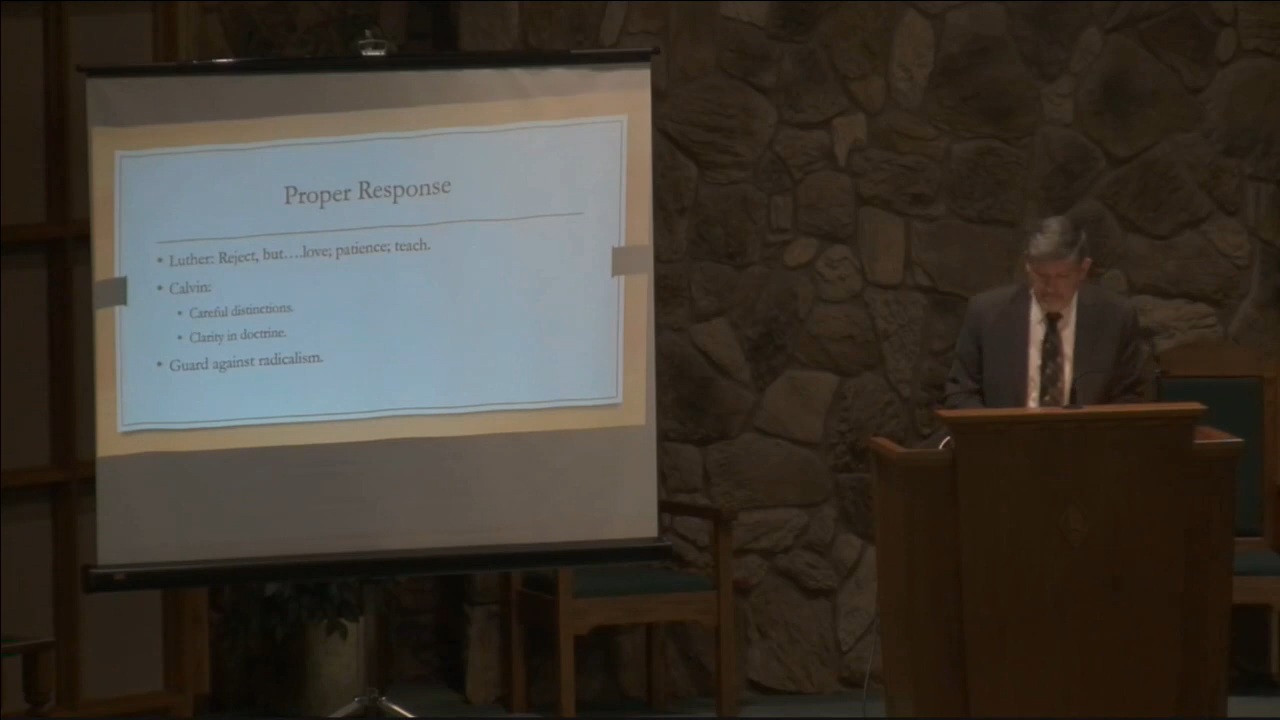 Proper Response
• Luther: Reject, but....love; patience; teach.
• Calvin:
• Careful distinctions.
• Clarity in doctrine.
• Guard against radicalism.